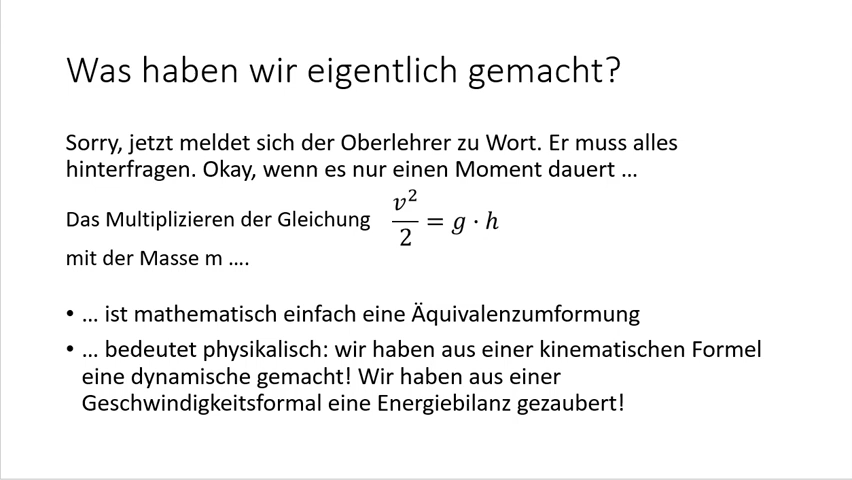 Was haben wir eigentlich gemacht?
Sorry, jetzt meldet sich der Oberlehrer zu Wort. Er muss alles
hinterfragen. Okay, wenn es nur einen Moment dauert …
Das Multiplizieren der Gleichung v²/2 = g · h
mit der Masse m ….
• … ist mathematisch einfach eine Äquivalenzumformung
• … bedeutet physikalisch: wir haben aus einer kinematischen Formel
eine dynamische gemacht! Wir haben aus einer
Geschwindigkeitsformal eine Energiebilanz gezaubert!